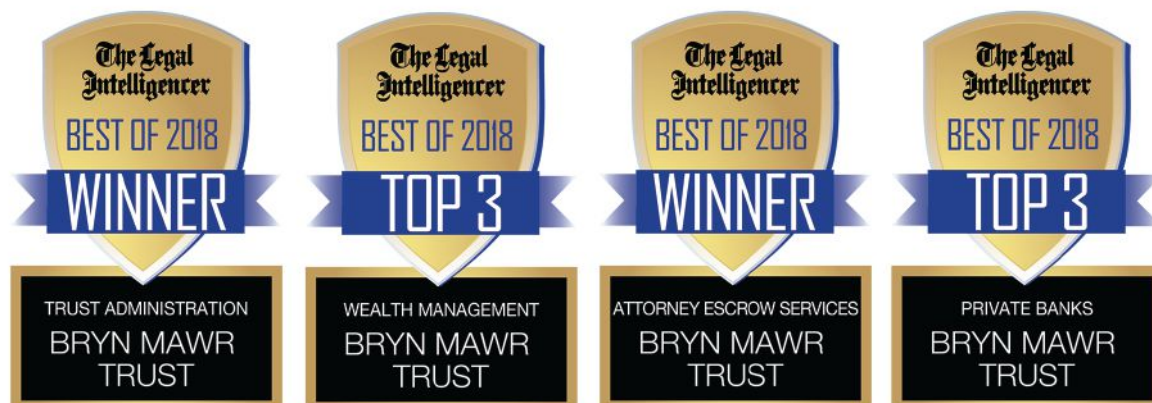 The Legal
Intelligencer
BEST OF 2018
WINNER
TRUST ADMINISTRATION
BRYN MAWR
TRUST
The Legal
Intelligencer
BEST OF 2018
TOP 3
WEALTH MANAGEMENT
BRYN MAWR
TRUST
The Legal
Intelligencer
BEST OF 2018
WINNER
ATTORNEY ESCROW SERVICES
BRYN MAWR
TRUST
The Legal
Intelligencer
BEST OF 2018
TOP 3
PRIVATE BANKS
BRYN MAWR
TRUST